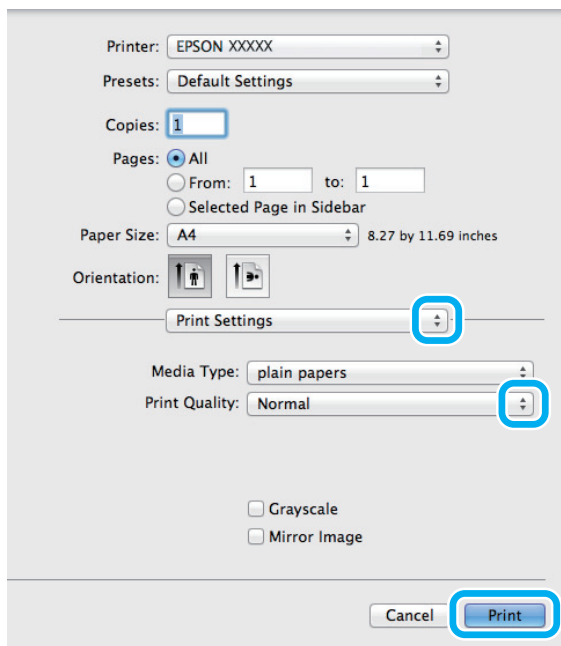 Printer: EPSON XXXXX
Presets: Default Settings
Copies: 1
Pages: All
From: 1 to: 1
Selected Page in Sidebar
Paper Size: A4 8.27 by 11.69 inches
Orientation:
Print Settings
Media Type: plain papers
Print Quality: Normal
Grayscale
Mirror Image
Cancel Print